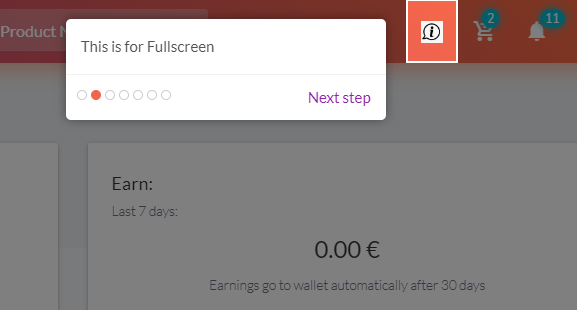 Product
2
11
This is for Fullscreen
Next step
Earn:
Last 7 days:
0.00 €
Earnings go to wallet automatically after 30 days